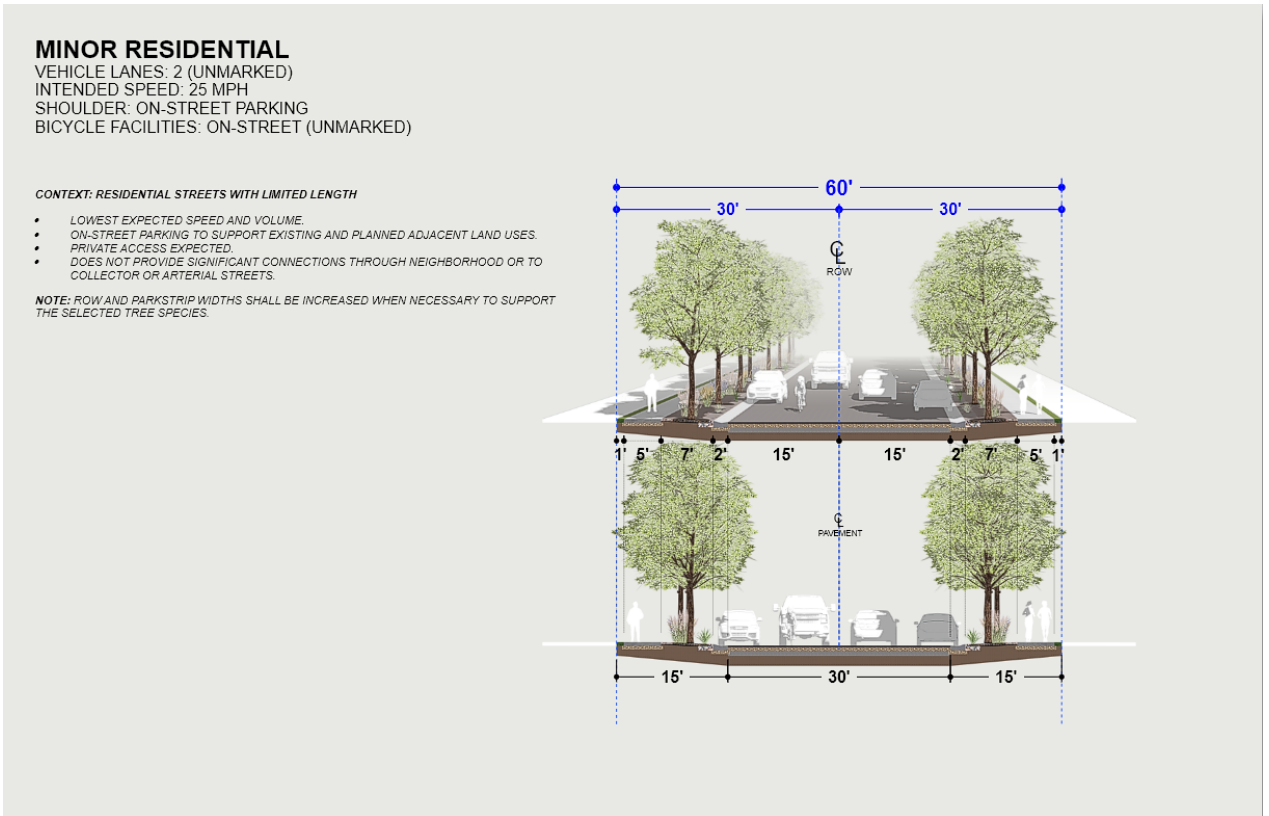 MINOR RESIDENTIAL
VEHICLE LANES: 2 (UNMARKED)
INTENDED SPEED: 25 MPH
SHOULDER: ON-STREET PARKING
BICYCLE FACILITIES: ON-STREET (UNMARKED)
CONTEXT: RESIDENTIAL STREETS WITH LIMITED LENGTH
• LOWEST EXPECTED SPEED AND VOLUME.
• ON-STREET PARKING TO SUPPORT EXISTING AND PLANNED ADJACENT LAND USES.
• PRIVATE ACCESS EXPECTED.
• DOES NOT PROVIDE SIGNIFICANT CONNECTIONS THROUGH NEIGHBORHOOD OR TO
COLLECTOR OR ARTERIAL STREETS.
NOTE: ROW AND PARKSTRIP WIDTHS SHALL BE INCREASED WHEN NECESSARY TO SUPPORT
THE SELECTED TREE SPECIES.
60'
30' 30'
℄
ROW
1' 5' 7' 2' 15' 15' 2' 7' 5' 1'
℄
PAVEMENT
15' 30' 15'